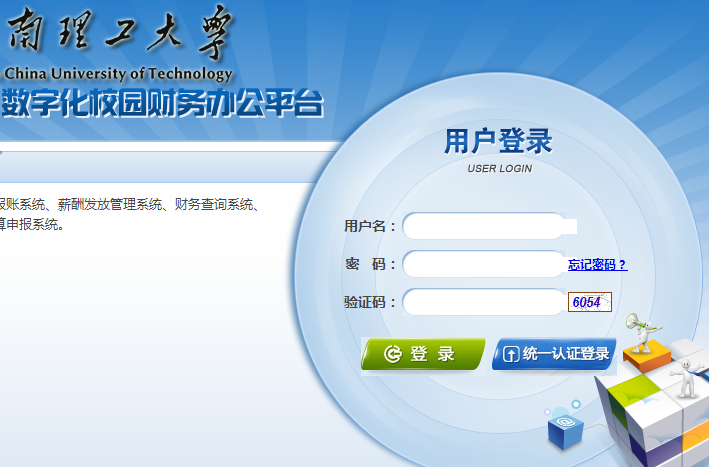 南理工大学
China University of Technology
数字化校园财务办公平台
用户登录
USER LOGIN
报账系统、薪酬发放管理系统、财务查询系统、
算申报系统。
用户名：
密 码：
忘记密码？
验证码：
6054
登 录
统一认证登录
@